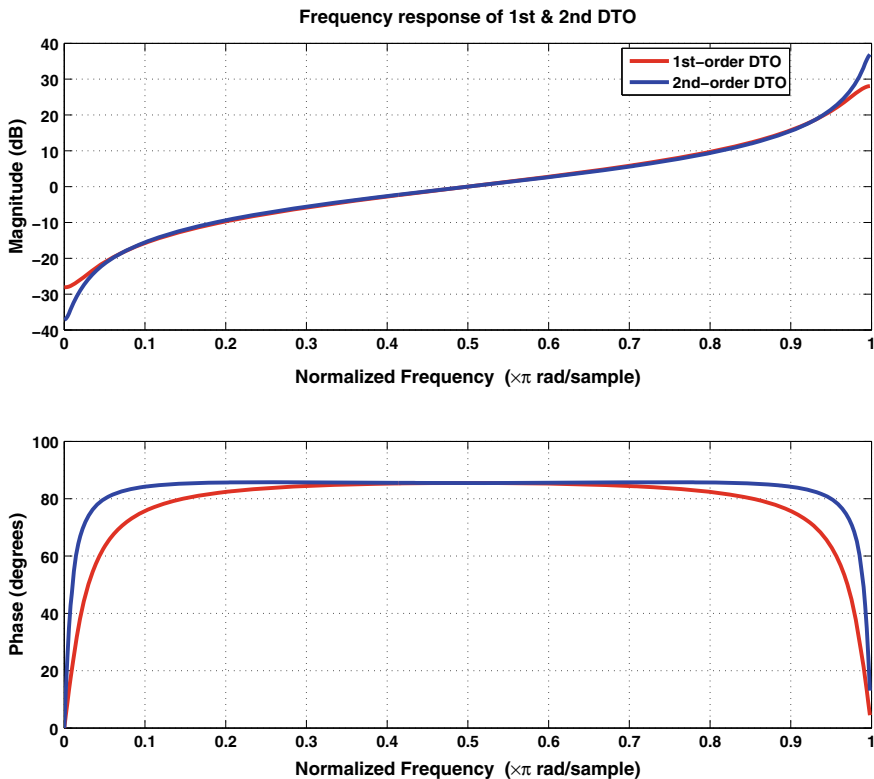 Frequency response of 1st & 2nd DTO
40
30
20
10
0
−10
−20
−30
−40
Magnitude (dB)
1st−order DTO
2nd−order DTO
0 0.1 0.2 0.3 0.4 0.5 0.6 0.7 0.8 0.9 1
Normalized Frequency (×π rad/sample)
100
80
60
40
20
0
Phase (degrees)
0 0.1 0.2 0.3 0.4 0.5 0.6 0.7 0.8 0.9 1
Normalized Frequency (×π rad/sample)